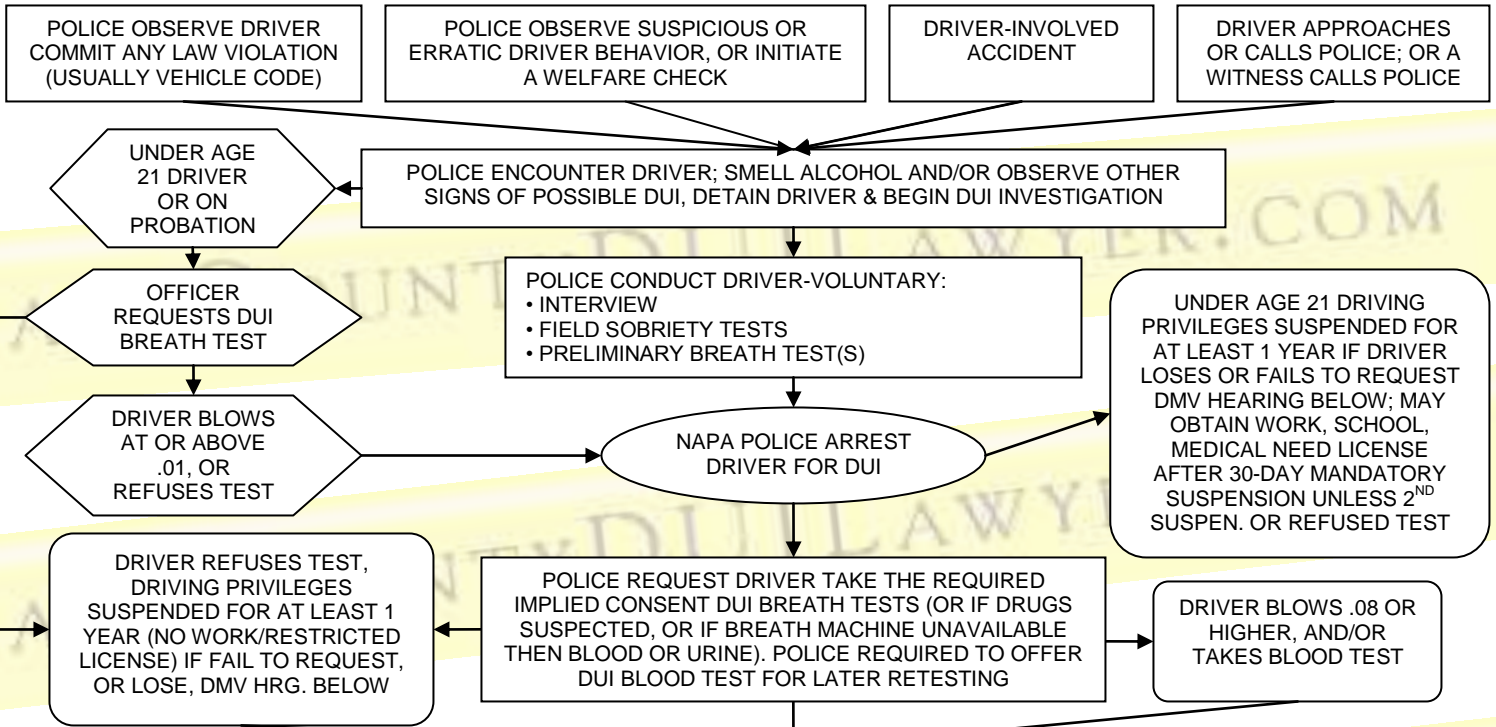 POLICE OBSERVE DRIVER
COMMIT ANY LAW VIOLATION
(USUALLY VEHICLE CODE)
POLICE OBSERVE SUSPICIOUS OR
ERRATIC DRIVER BEHAVIOR, OR INITIATE
A WELFARE CHECK
DRIVER-INVOLVED
ACCIDENT
DRIVER APPROACHES
OR CALLS POLICE; OR A
WITNESS CALLS POLICE
UNDER AGE
21 DRIVER
OR ON
PROBATION
POLICE ENCOUNTER DRIVER; SMELL ALCOHOL AND/OR OBSERVE OTHER
SIGNS OF POSSIBLE DUI, DETAIN DRIVER & BEGIN DUI INVESTIGATION
OFFICER
REQUESTS DUI
BREATH TEST
POLICE CONDUCT DRIVER-VOLUNTARY:
• INTERVIEW
• FIELD SOBRIETY TESTS
• PRELIMINARY BREATH TEST(S)
UNDER AGE 21 DRIVING
PRIVILEGES SUSPENDED FOR
AT LEAST 1 YEAR IF DRIVER
LOSES OR FAILS TO REQUEST
DMV HEARING BELOW; MAY
OBTAIN WORK, SCHOOL,
MEDICAL NEED LICENSE
AFTER 30-DAY MANDATORY
SUSPENSION UNLESS 2ND
SUSPEN. OR REFUSED TEST
DRIVER BLOWS
AT OR ABOVE
.01, OR
REFUSES TEST
NAPA POLICE ARREST
DRIVER FOR DUI
DRIVER REFUSES TEST,
DRIVING PRIVILEGES
SUSPENDED FOR AT LEAST 1
YEAR (NO WORK/RESTRICTED
LICENSE) IF FAIL TO REQUEST,
OR LOSE, DMV HRG. BELOW
POLICE REQUEST DRIVER TAKE THE REQUIRED
IMPLIED CONSENT DUI BREATH TESTS (OR IF DRUGS
SUSPECTED, OR IF BREATH MACHINE UNAVAILABLE
THEN BLOOD OR URINE). POLICE REQUIRED TO OFFER
DUI BLOOD TEST FOR LATER RETESTING
DRIVER BLOWS .08 OR
HIGHER, AND/OR
TAKES BLOOD TEST